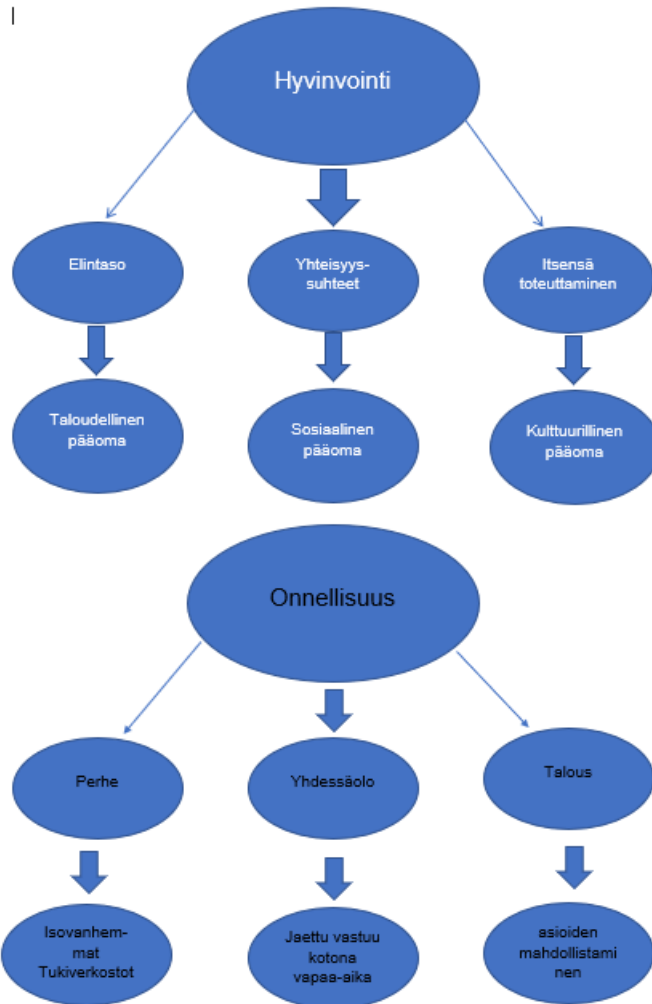 Hyvinvointi
Elintaso
Yhteisyys-
suhteet
Itsensä
toteuttaminen
Taloudellinen
pääoma
Sosiaalinen
pääoma
Kulttuurillinen
pääoma
Onnellisuus
Perhe
Yhdessäolo
Talous
Isovanhem-
mat
Tukiverkostot
Jaettu vastuu
kotona
vapaa-aika
asioiden
mahdollistami
nen